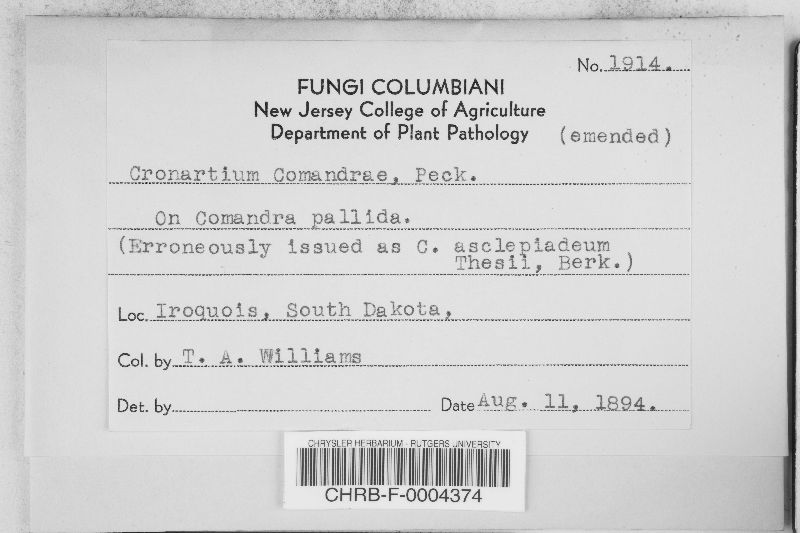 No. 1914.
FUNGI COLUMBIANI
New Jersey College of Agriculture
Department of Plant Pathology (emended)
Cronartium Comandrae, Peck.
On Comandra pallida.
(Erroneously issued as C. asclepiadeum
Thesii, Berk.)
Loc. Iroquois, South Dakota,
Col. by T. A. Williams
Det. by
Date Aug. 11, 1894.
CHRYSLER HERBARIUM - RUTGERS UNIVERSITY
CHRB-F-0004374